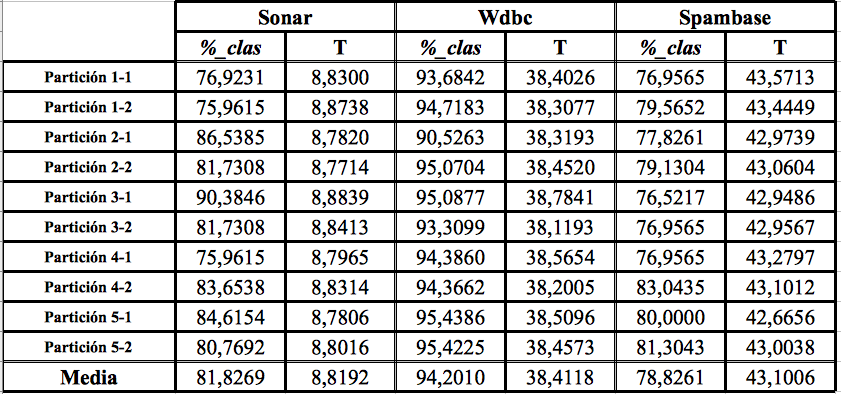 Sonar Wdbc Spambase
%_clas T %_clas T %_clas T
Partición 1-1 76,9231 8,8300 93,6842 38,4026 76,9565 43,5713
Partición 1-2 75,9615 8,8738 94,7183 38,3077 79,5652 43,4449
Partición 2-1 86,5385 8,7820 90,5263 38,3193 77,8261 42,9739
Partición 2-2 81,7308 8,7714 95,0704 38,4520 79,1304 43,0604
Partición 3-1 90,3846 8,8839 95,0877 38,7841 76,5217 42,9486
Partición 3-2 81,7308 8,8413 93,3099 38,1193 76,9565 42,9567
Partición 4-1 75,9615 8,7965 94,3860 38,5654 76,9565 43,2797
Partición 4-2 83,6538 8,8314 94,3662 38,2005 83,0435 43,1012
Partición 5-1 84,6154 8,7806 95,4386 38,5096 80,0000 42,6656
Partición 5-2 80,7692 8,8016 95,4225 38,4573 81,3043 43,0038
Media 81,8269 8,8192 94,2010 38,4118 78,8261 43,1006